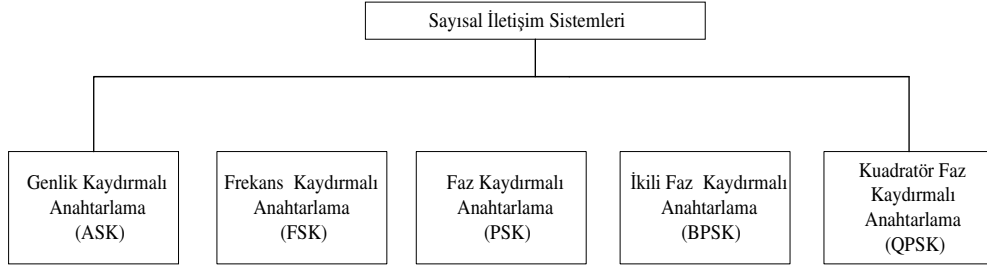 Sayısal İletişim Sistemleri
Genlik Kaydırmalı
Anahtarlama
(ASK)
Frekans Kaydırmalı
Anahtarlama
(FSK)
Faz Kaydırmalı
Anahtarlama
(PSK)
İkili Faz Kaydırmalı
Anahtarlama
(BPSK)
Kuadratör Faz
Kaydırmalı
Anahtarlama
(QPSK)